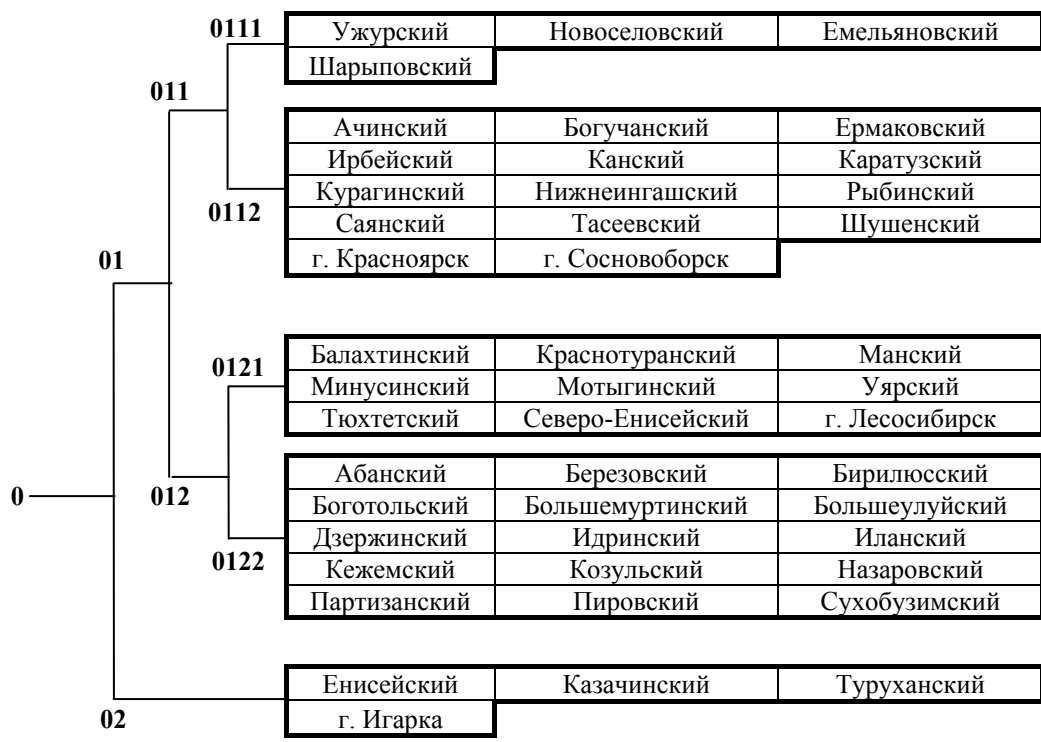 0111 Ужурский Новоселовский Емельяновский
Шарыповский
011
Ачинский Богучанский Ермаковский
Ирбейский Канский Каратузский
Курагинский Нижнеингашский Рыбинский
0112
Саянский Тасеевский Шушенский
01
г. Красноярск г. Сосновоборск
0121 Балахтинский Краснотуранский Манский
Минусинский Мотыгинский Уярский
Тюхтетский Северо-Енисейский г. Лесосибирск
Абанский Березовский Бирилюсский
0 012
Боготольский Большемуртинский Большеулуйский
Дзержинский Идринский Иланский
0122
Кежемский Козульский Назаровский
Партизанский Пировский Сухобузимский
Енисейский Казачинский Туруханский
02
г. Игарка